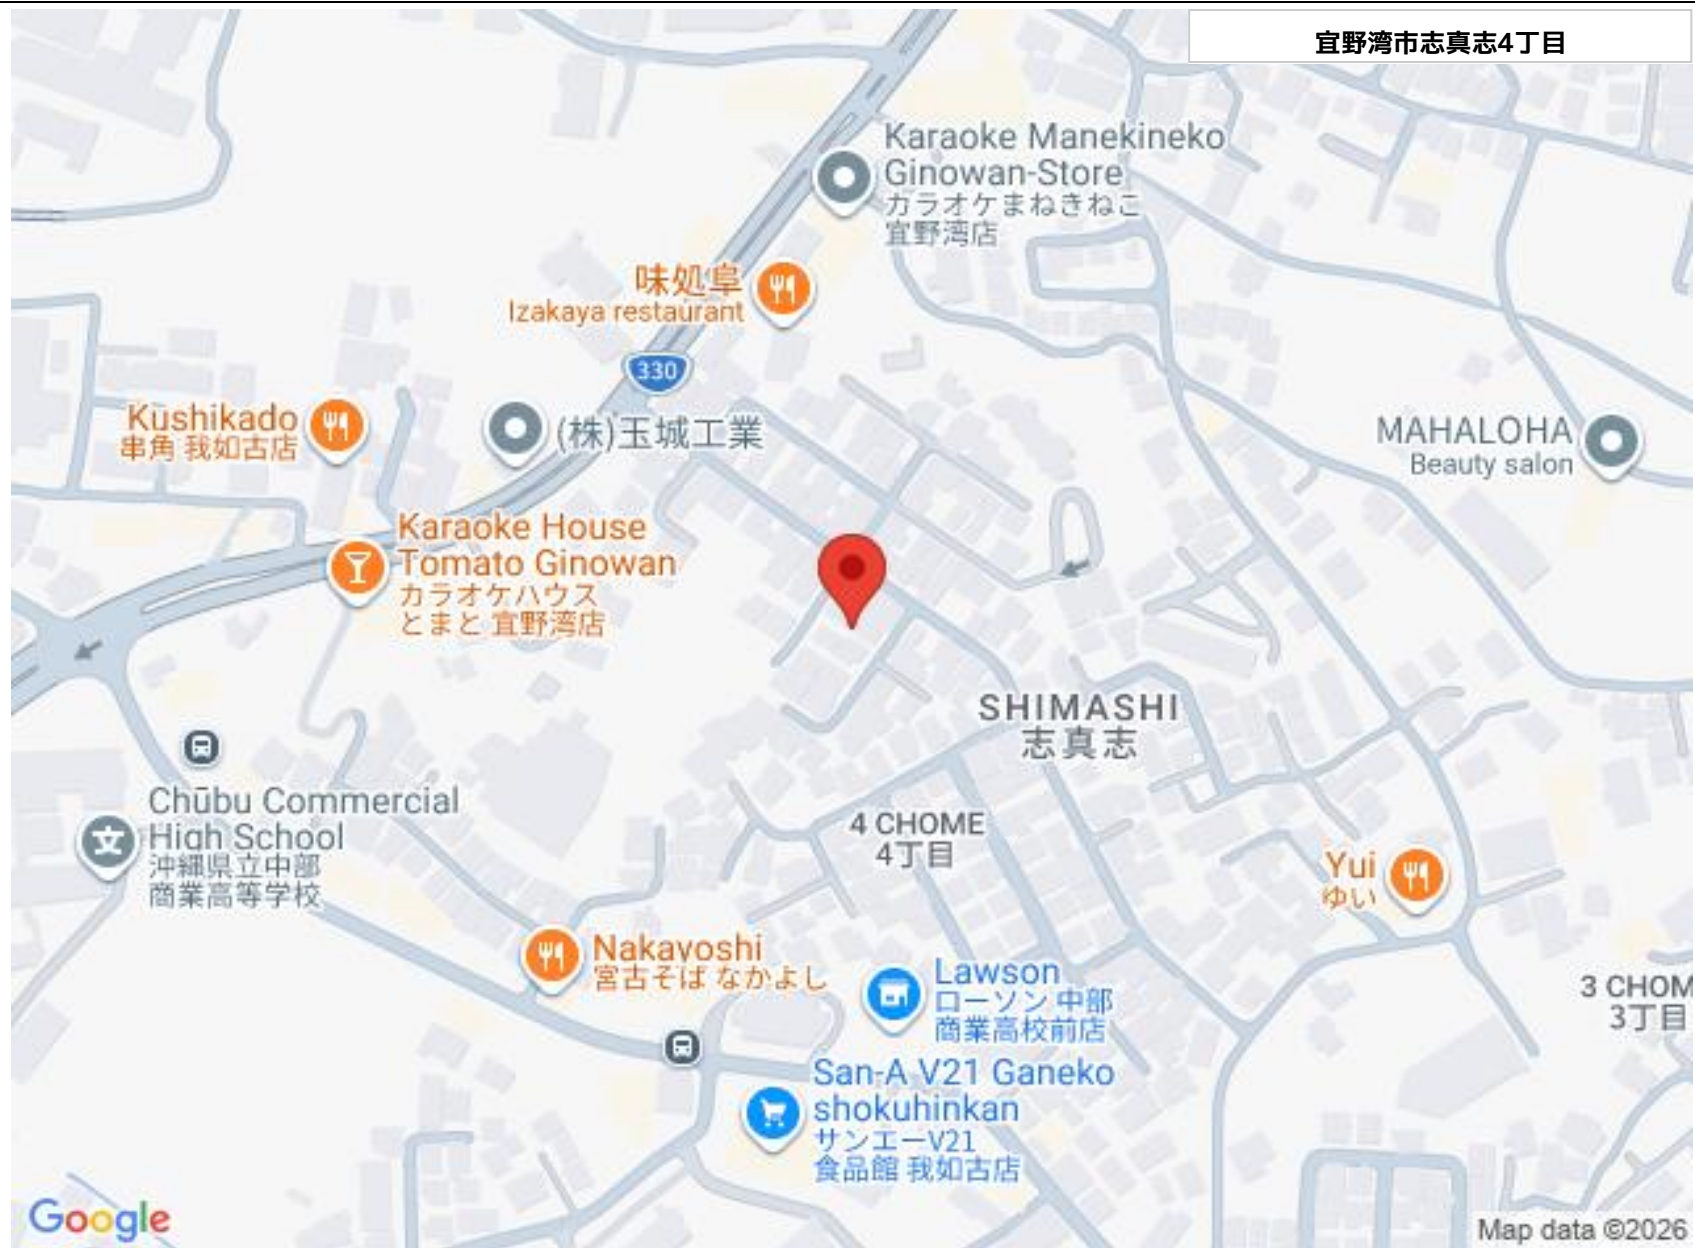 宜野湾市志真志4丁目
Karaoke Manekineko
Ginowan-Store
カラオケまねきねこ
宜野湾店
味処阜
Izakaya restaurant
330
Kushikado
串角 我如古店
(株)玉城工業
MAHALOHA
Beauty salon
Karaoke House
Tomato Ginowan
カラオケハウス
とまと 宜野湾店
SHIMASHI
志真志
Chūbu Commercial
High School
沖縄県立中部
商業高等学校
文
4 CHOME
4丁目
Yui
ゆい
Nakayoshi
宮古そば なかよし
Lawson
ローソン 中部
商業高校前店
3 CHOM
3丁目
San-A V21 Ganeko
shokuhinkan
サンエーV21
食品館 我如古店
Google
Map data ©2026